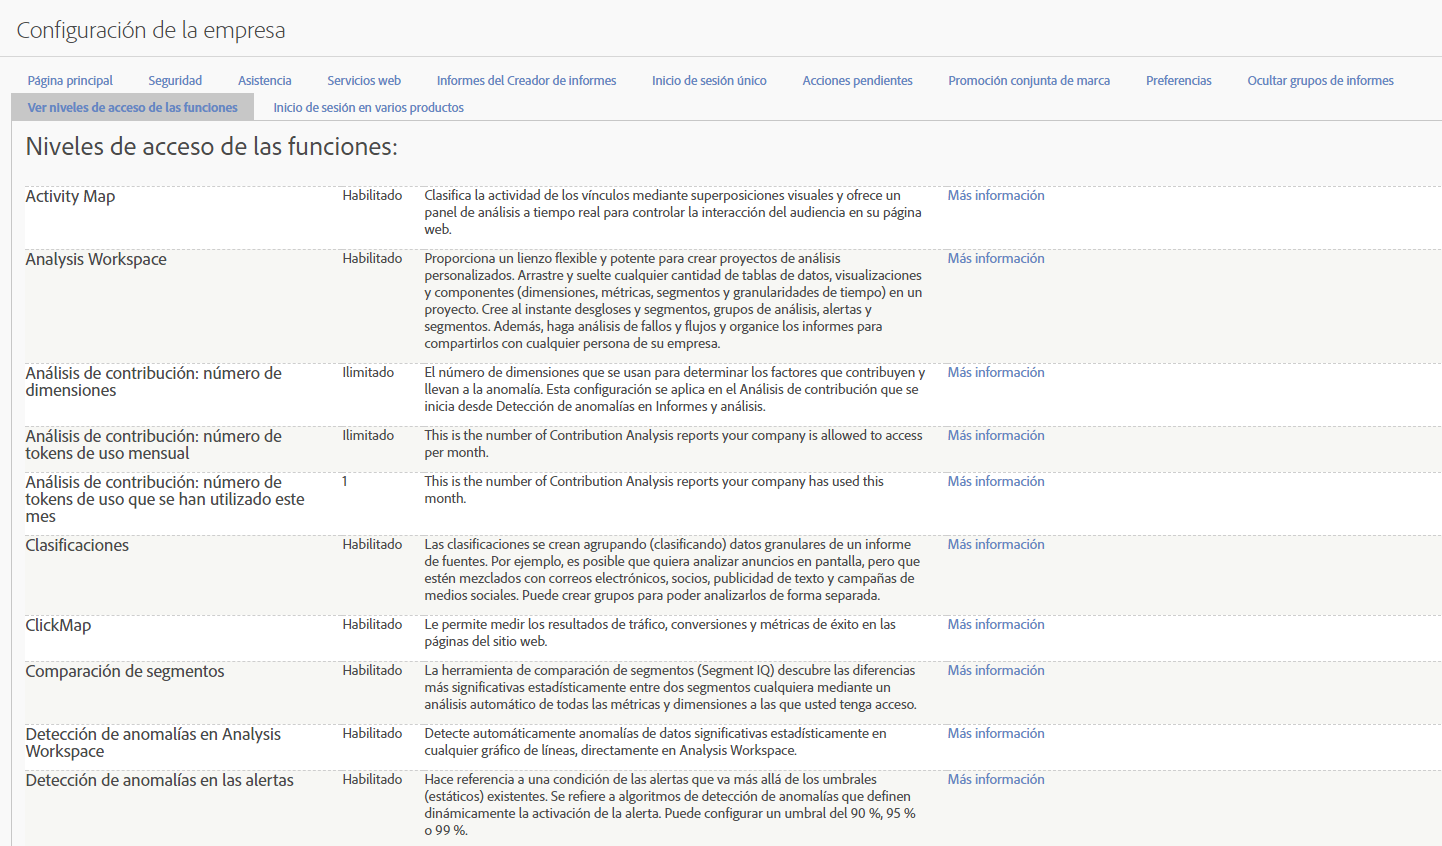 Configuración de la empresa
Página principal Seguridad Asistencia Servicios web Informes del Creador de informes Inicio de sesión único Acciones pendientes Promoción conjunta de marca Preferencias Ocultar grupos de informes
Ver niveles de acceso de las funciones Inicio de sesión en varios productos
Niveles de acceso de las funciones:
Activity Map Habilitado Clasifica la actividad de los vínculos mediante superposiciones visuales y ofrece un Más información
panel de análisis a tiempo real para controlar la interacción del audiencia en su página
web.
Analysis Workspace Habilitado Proporciona un lienzo flexible y potente para crear proyectos de análisis Más información
personalizados. Arrastre y suelte cualquier cantidad de tablas de datos, visualizaciones
y componentes (dimensiones, métricas, segmentos y granularidades de tiempo) en un
proyecto. Cree al instante desgloses y segmentos, grupos de análisis, alertas y
segmentos. Además, haga análisis de fallos y flujos y organice los informes para
compartirlos con cualquier persona de su empresa.
Análisis de contribución: número de Ilimitado El número de dimensiones que se usan para determinar los factores que contribuyen y Más información
dimensiones llevan a la anomalía. Esta configuración se aplica en el Análisis de contribución que se
inicia desde Detección de anomalías en Informes y análisis.
Análisis de contribución: número de Ilimitado This is the number of Contribution Analysis reports your company is allowed to access Más información
tokens de uso mensual per month.
Análisis de contribución: número de 1 This is the number of Contribution Analysis reports your company has used this Más información
tokens de uso que se han utilizado este month.
mes
Clasificaciones Habilitado Las clasificaciones se crean agrupando (clasificando) datos granulares de un informe Más información
de fuentes. Por ejemplo, es posible que quiera analizar anuncios en pantalla, pero que
estén mezclados con correos electrónicos, socios, publicidad de texto y campañas de
medios sociales. Puede crear grupos para poder analizarlos de forma separada.
ClickMap Habilitado Le permite medir los resultados de tráfico, conversiones y métricas de éxito en las Más información
páginas del sitio web.
Comparación de segmentos Habilitado La herramienta de comparación de segmentos (Segment IQ) descubre las diferencias Más información
más significativas estadísticamente entre dos segmentos cualquiera mediante un
análisis automático de todas las métricas y dimensiones a las que usted tenga acceso.
Detección de anomalías en Analysis Habilitado Detecte automáticamente anomalías de datos significativas estadísticamente en Más información
Workspace cualquier gráfico de líneas, directamente en Analysis Workspace.
Detección de anomalías en las alertas Habilitado Hace referencia a una condición de las alertas que va más allá de los umbrales Más información
(estáticos) existentes. Se refiere a algoritmos de detección de anomalías que definen
dinámicamente la activación de la alerta. Puede configurar un umbral del 90 %, 95 %
o 99 %.